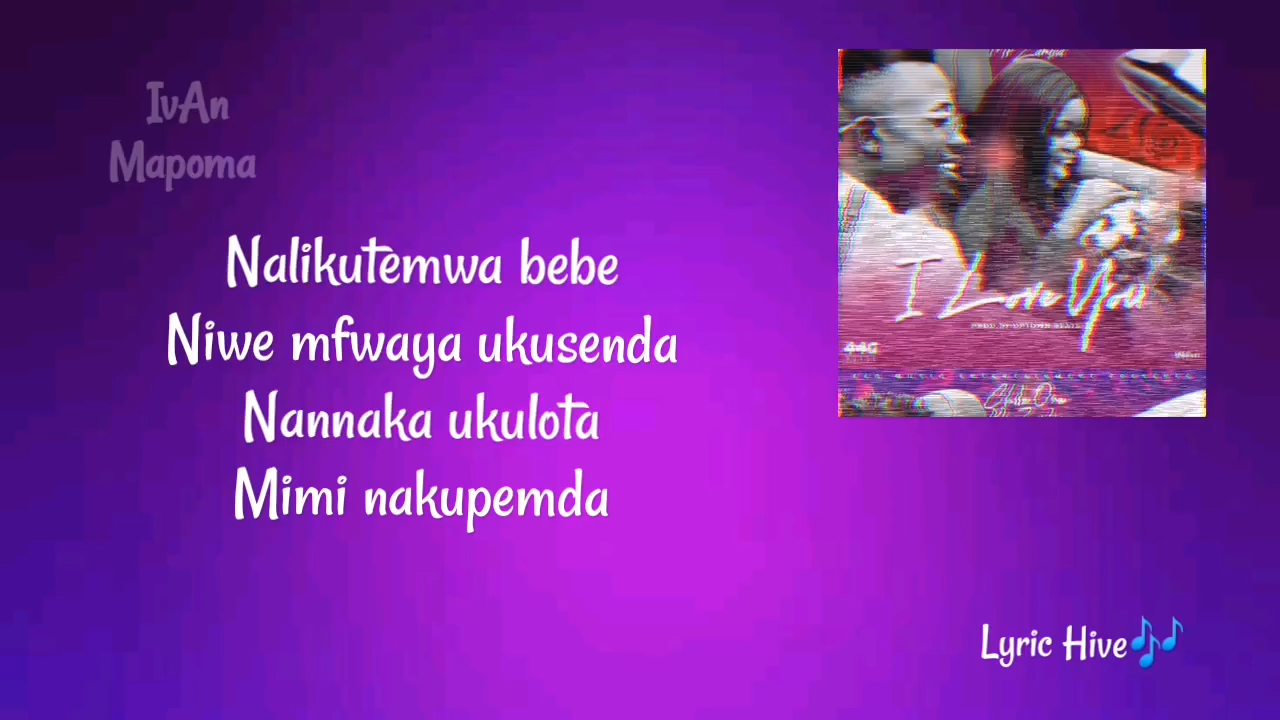 IvAn
Mapoma
Nalikutemwa bebe
Niwe mfwaya ukusenda
Nannaka ukulota
Mimi nakupemda
I Love You
Lyric Hive🎶